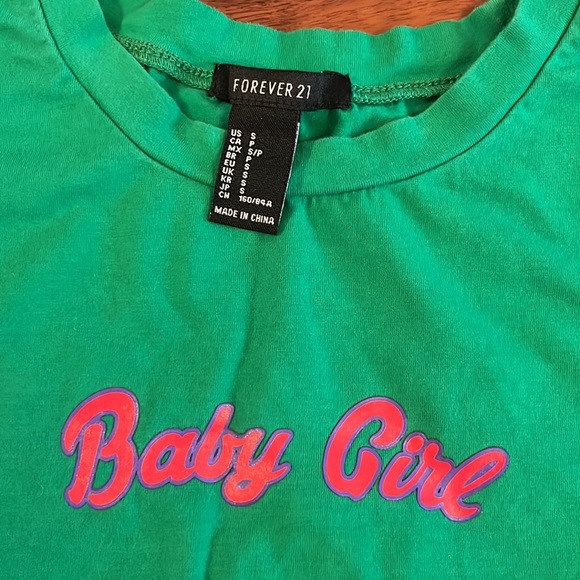 FOREVER 21
US S
CA P
MX S/P
BR P
EU S
UK S
KR S
JP S
CN 160/84A
MADE IN CHINA
Baby Girl